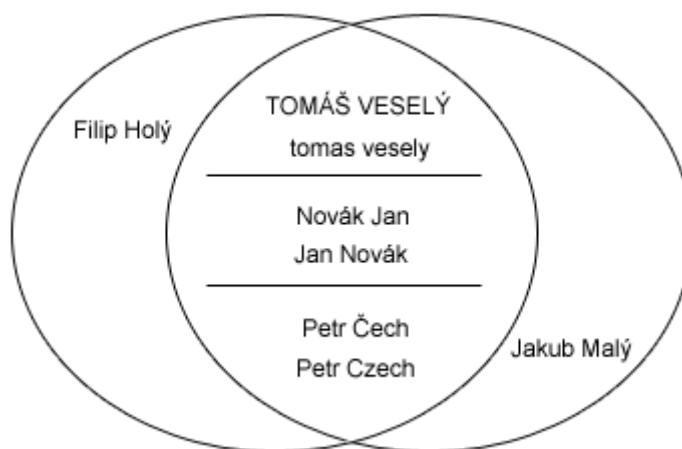 TOMÁŠ VESELÝ
Filip Holý
tomas vesely
Novák Jan
Jan Novák
Petr Čech
Jakub Malý
Petr Czech